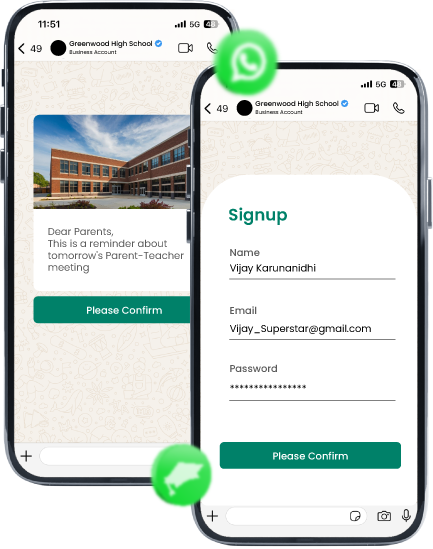 11:51
5G 48
49
Greenwood High School
Business Account
Dear Parents,
This is a reminder about
tomorrow's Parent-Teacher
meeting
Please Confirm
5G 48
49
Greenwood High School
Business Account
Signup
Name
Vijay Karunanidhi
Email
Vijay_Superstar@gmail.com
Password
****************
Please Confirm